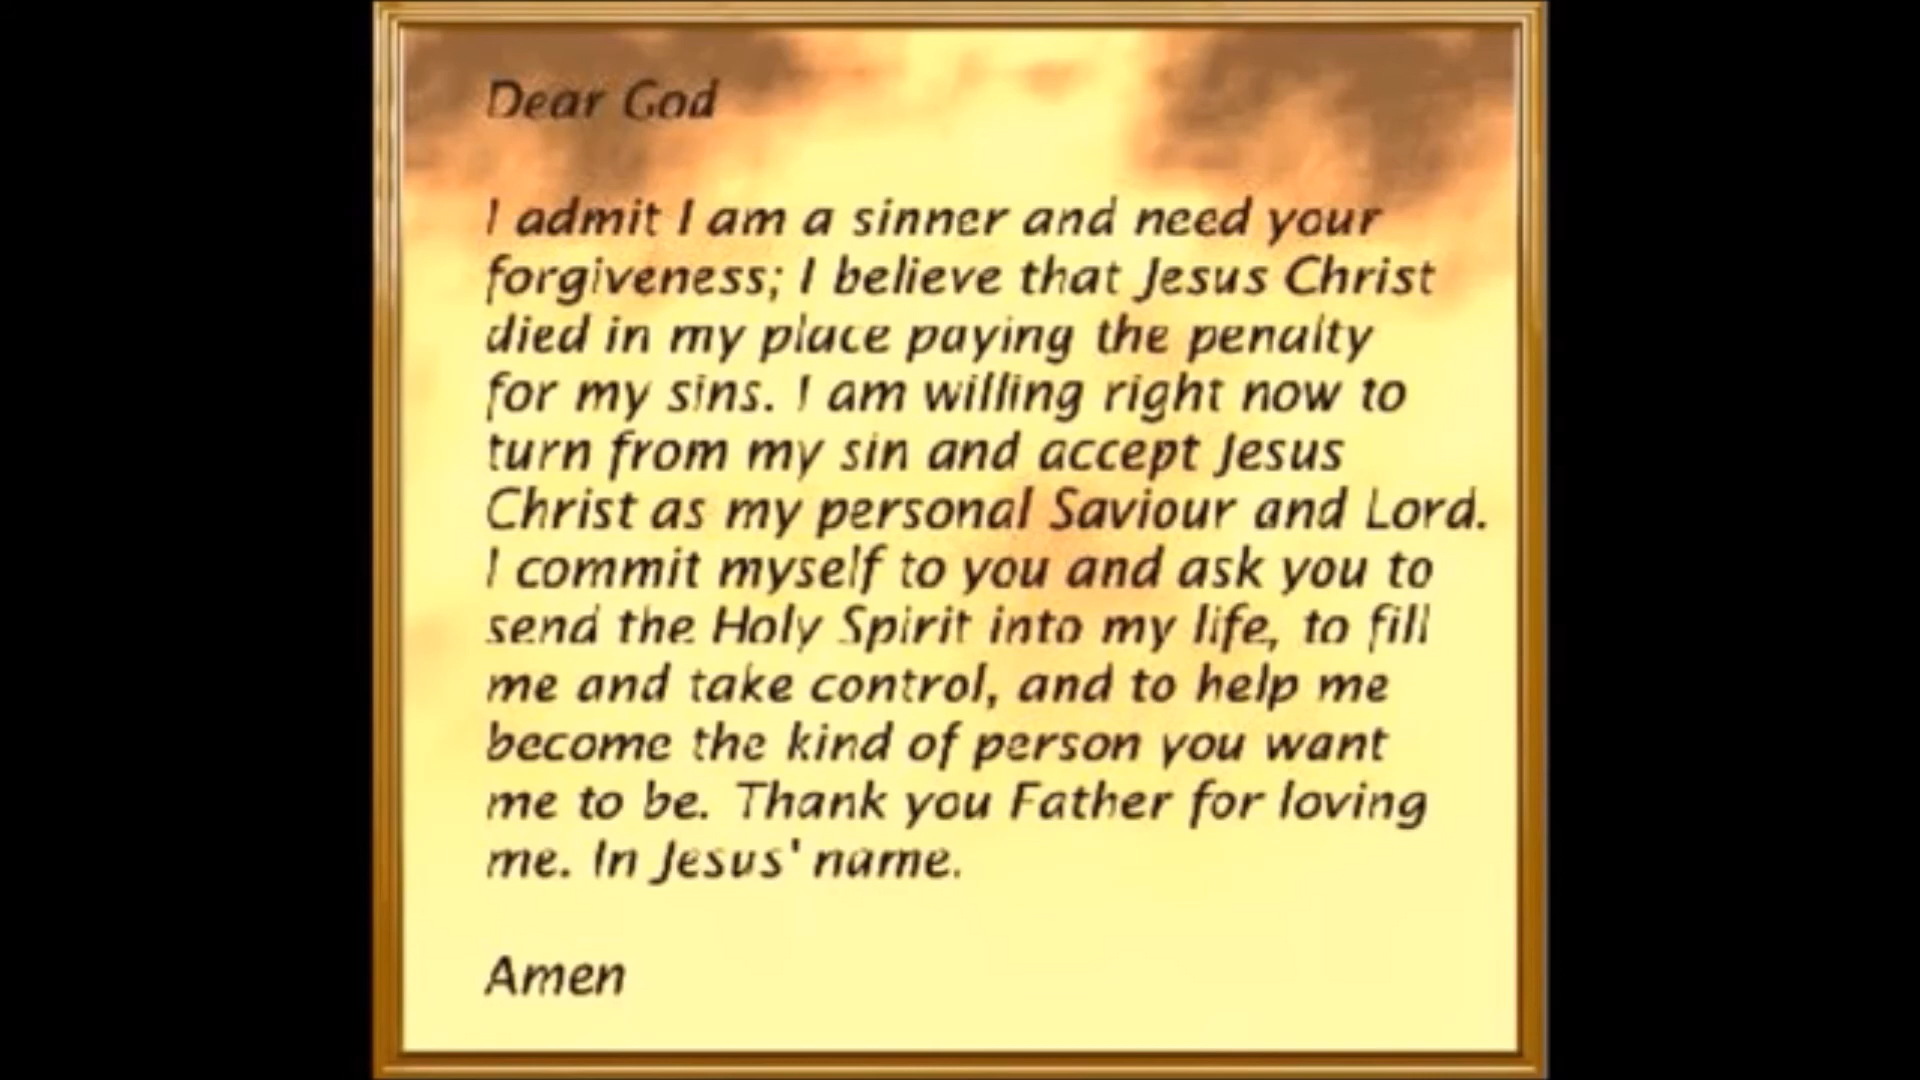 Dear God
I admit I am a sinner and need your
forgiveness; I believe that Jesus Christ
died in my place paying the penalty
for my sins. I am willing right now to
turn from my sin and accept Jesus
Christ as my personal Saviour and Lord.
I commit myself to you and ask you to
send the Holy Spirit into my life, to fill
me and take control, and to help me
become the kind of person you want
me to be. Thank you Father for loving
me. In Jesus' name.
Amen